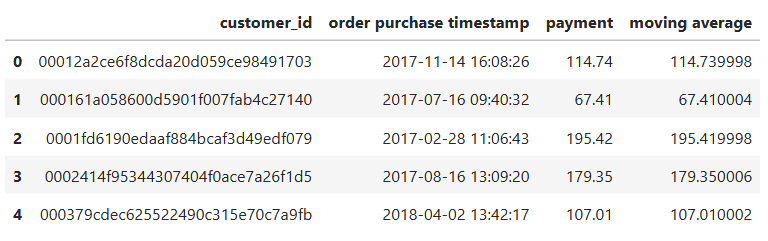 customer_id order purchase timestamp payment moving average
0 00012a2ce6f8dcda20d059ce98491703 2017-11-14 16:08:26 114.74 114.739998
1 000161a058600d5901f007fab4c27140 2017-07-16 09:40:32 67.41 67.410004
2 0001fd6190edaaf884bcaf3d49edf079 2017-02-28 11:06:43 195.42 195.419998
3 0002414f95344307404f0ace7a26f1d5 2017-08-16 13:09:20 179.35 179.350006
4 000379cdec625522490c315e70c7a9fb 2018-04-02 13:42:17 107.01 107.010002